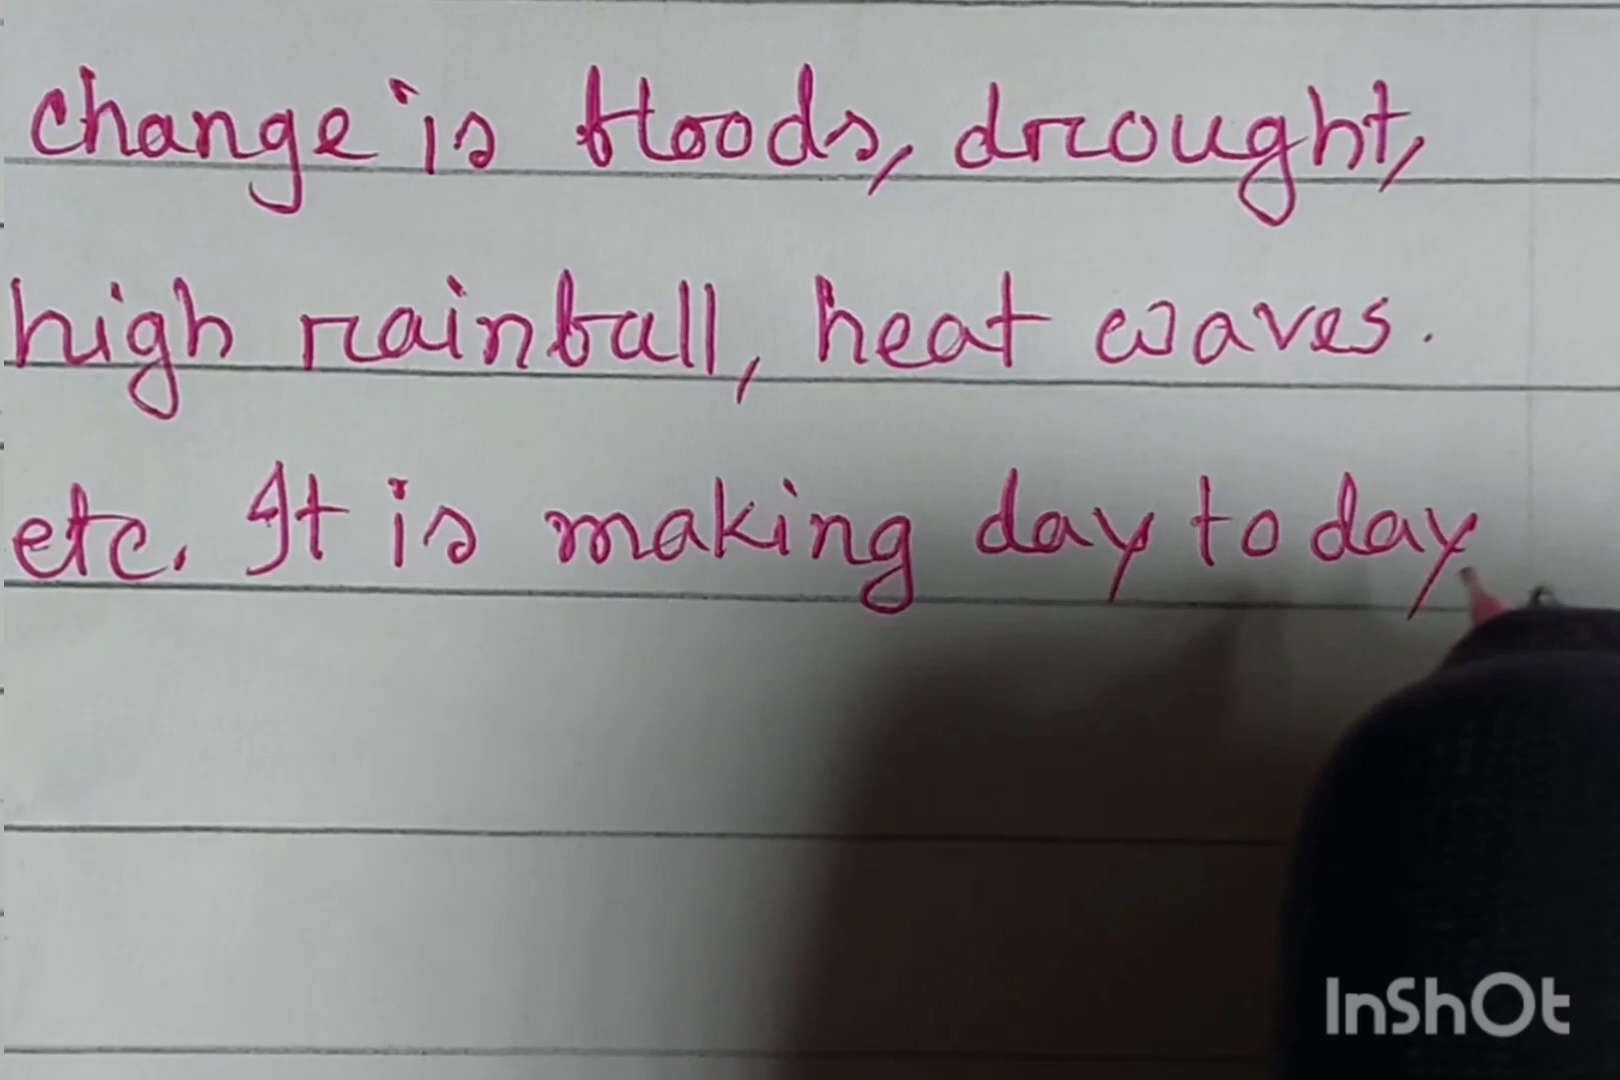 change is floods, drought,
high rainfall, heat waves.
etc. It is making day to day
InShOt